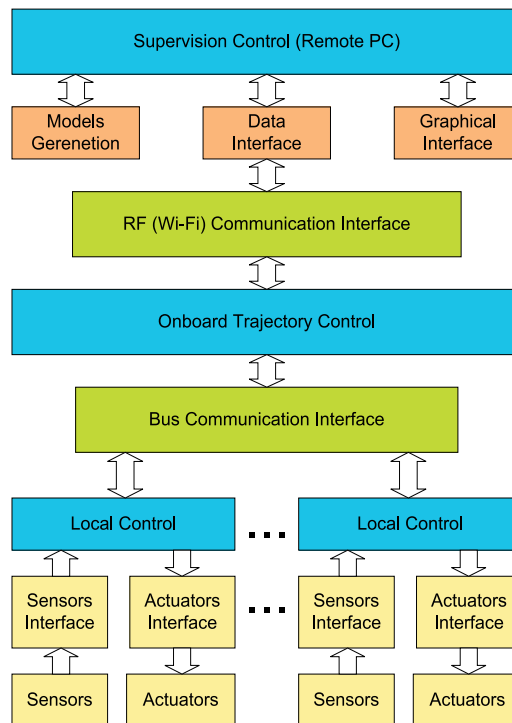 Supervision Control (Remote PC)
Models
Gerenetion
Data
Interface
Graphical
Interface
RF (Wi-Fi) Communication Interface
Onboard Trajectory Control
Bus Communication Interface
Local Control
...
Local Control
Sensors
Interface
Actuators
Interface
...
Sensors
Interface
Actuators
Interface
Sensors
Actuators
Sensors
Actuators